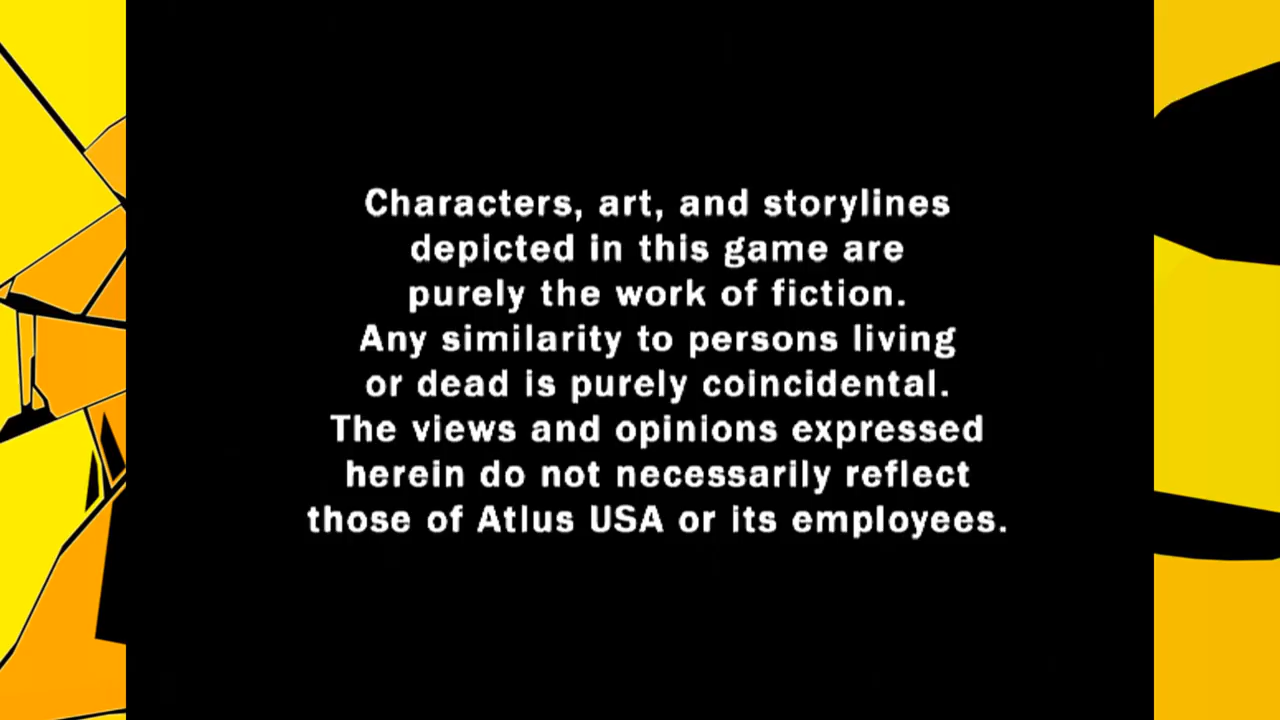 Characters, art, and storylines
depicted in this game are
purely the work of fiction.
Any similarity to persons living
or dead is purely coincidental.
The views and opinions expressed
herein do not necessarily reflect
those of Atlus USA or its employees.